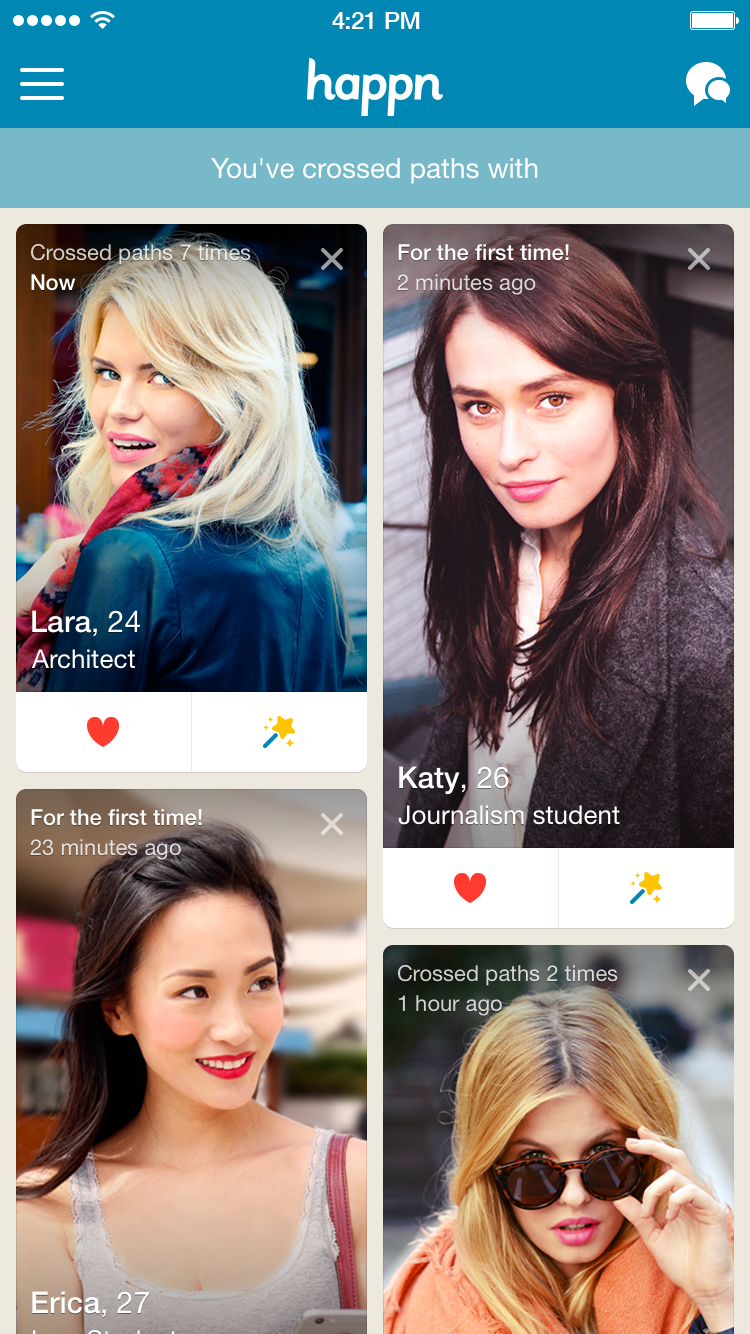 4:21 PM
happn
You've crossed paths with
Crossed paths 7 times
Now
Lara, 24
Architect
For the first time!
2 minutes ago
Katy, 26
Journalism student
For the first time!
23 minutes ago
Erica, 27
Crossed paths 2 times
1 hour ago